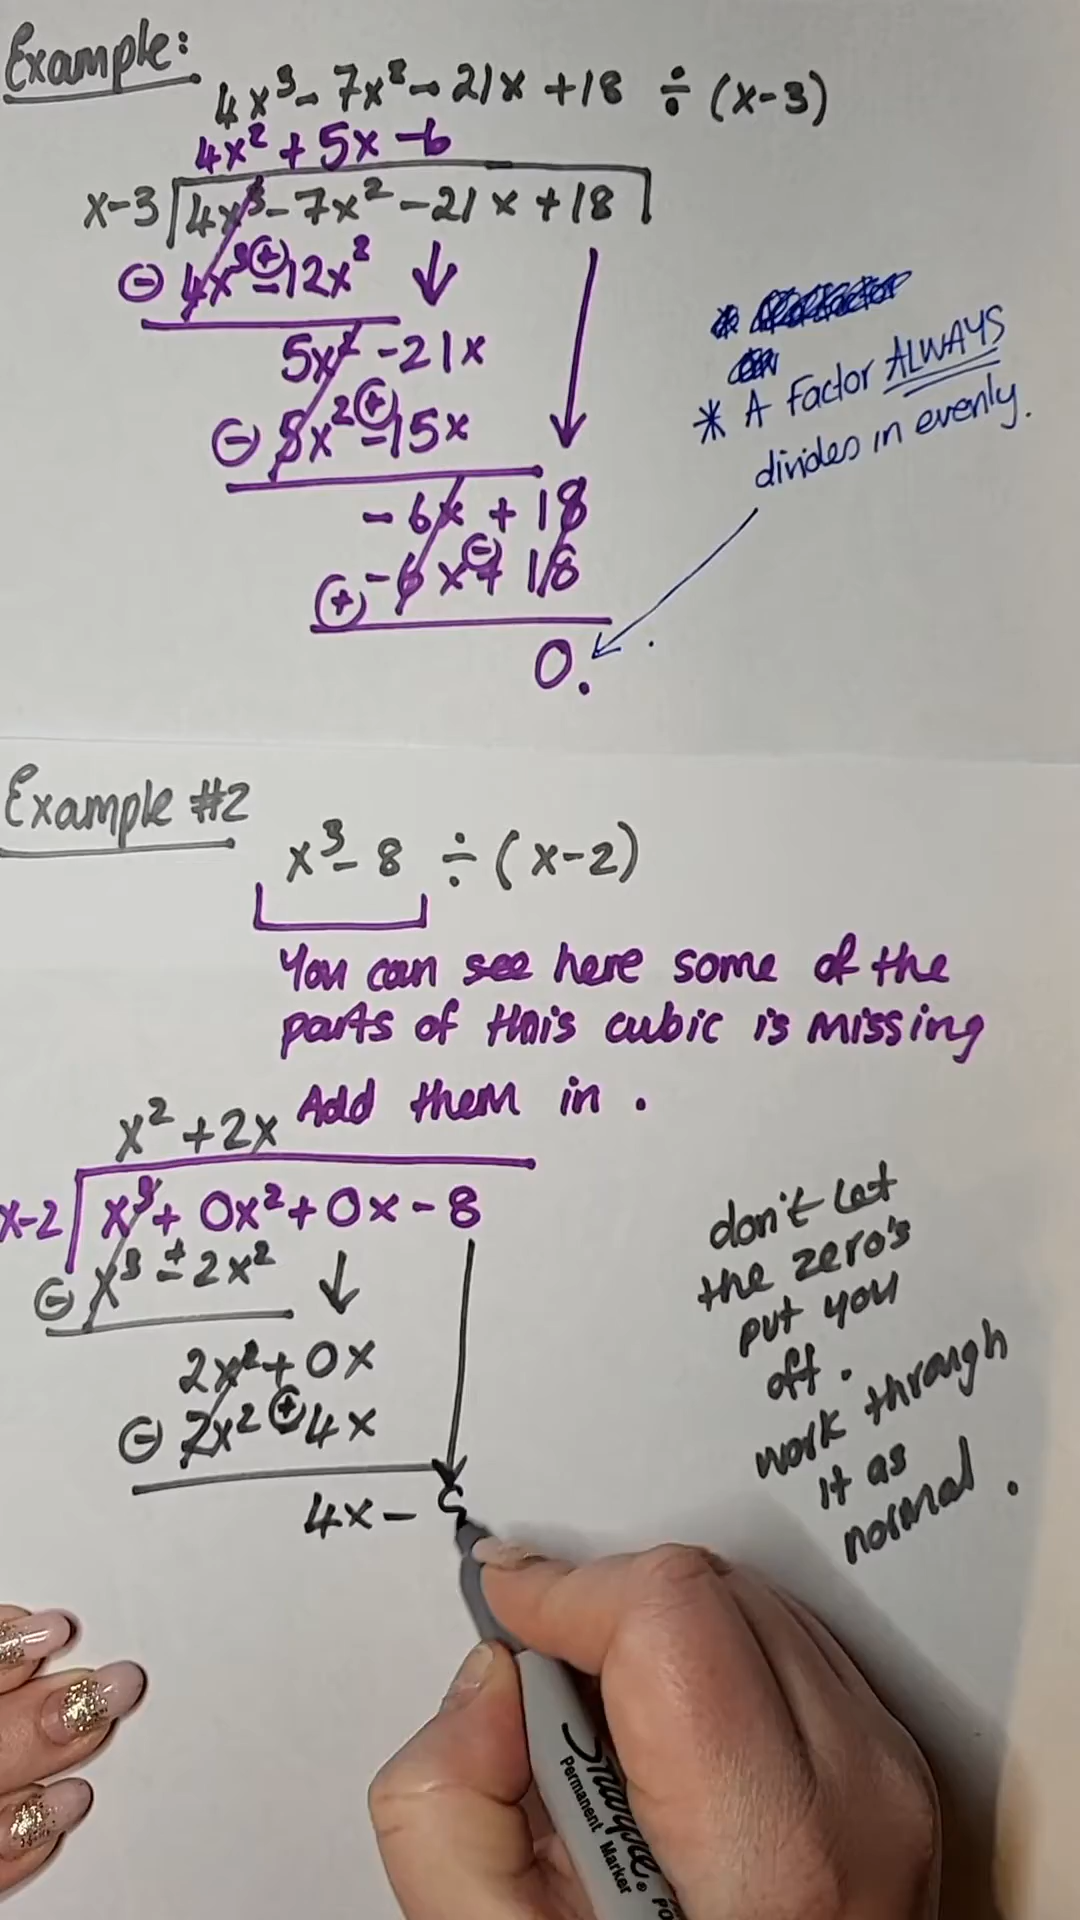 Example:
4x³ - 7x² - 21x + 18 ÷ (x-3)
4x² + 5x - 6
x-3 4x³ - 7x² - 21x + 18
⊖ 4x³ ⊕ - 12x²
5x² - 21x
⊖ 5x² ⊕ - 15x
- 6x + 18
⊕ - 6x ⊖ + 18
0.
* A Factor ALWAYS
divides in evenly.
Example #2
x³ - 8 ÷ (x-2)
You can see here some of the
parts of this cubic is missing
Add them in.
x² + 2x
x-2 x³ + 0x² + 0x - 8
⊖ x³ + - 2x²
2x² + 0x
⊖ 2x² ⊕ - 4x
4x -
don't let
the zero's
put you
off.
work through
it as
normal.
Sharpie®
Permanent Marker